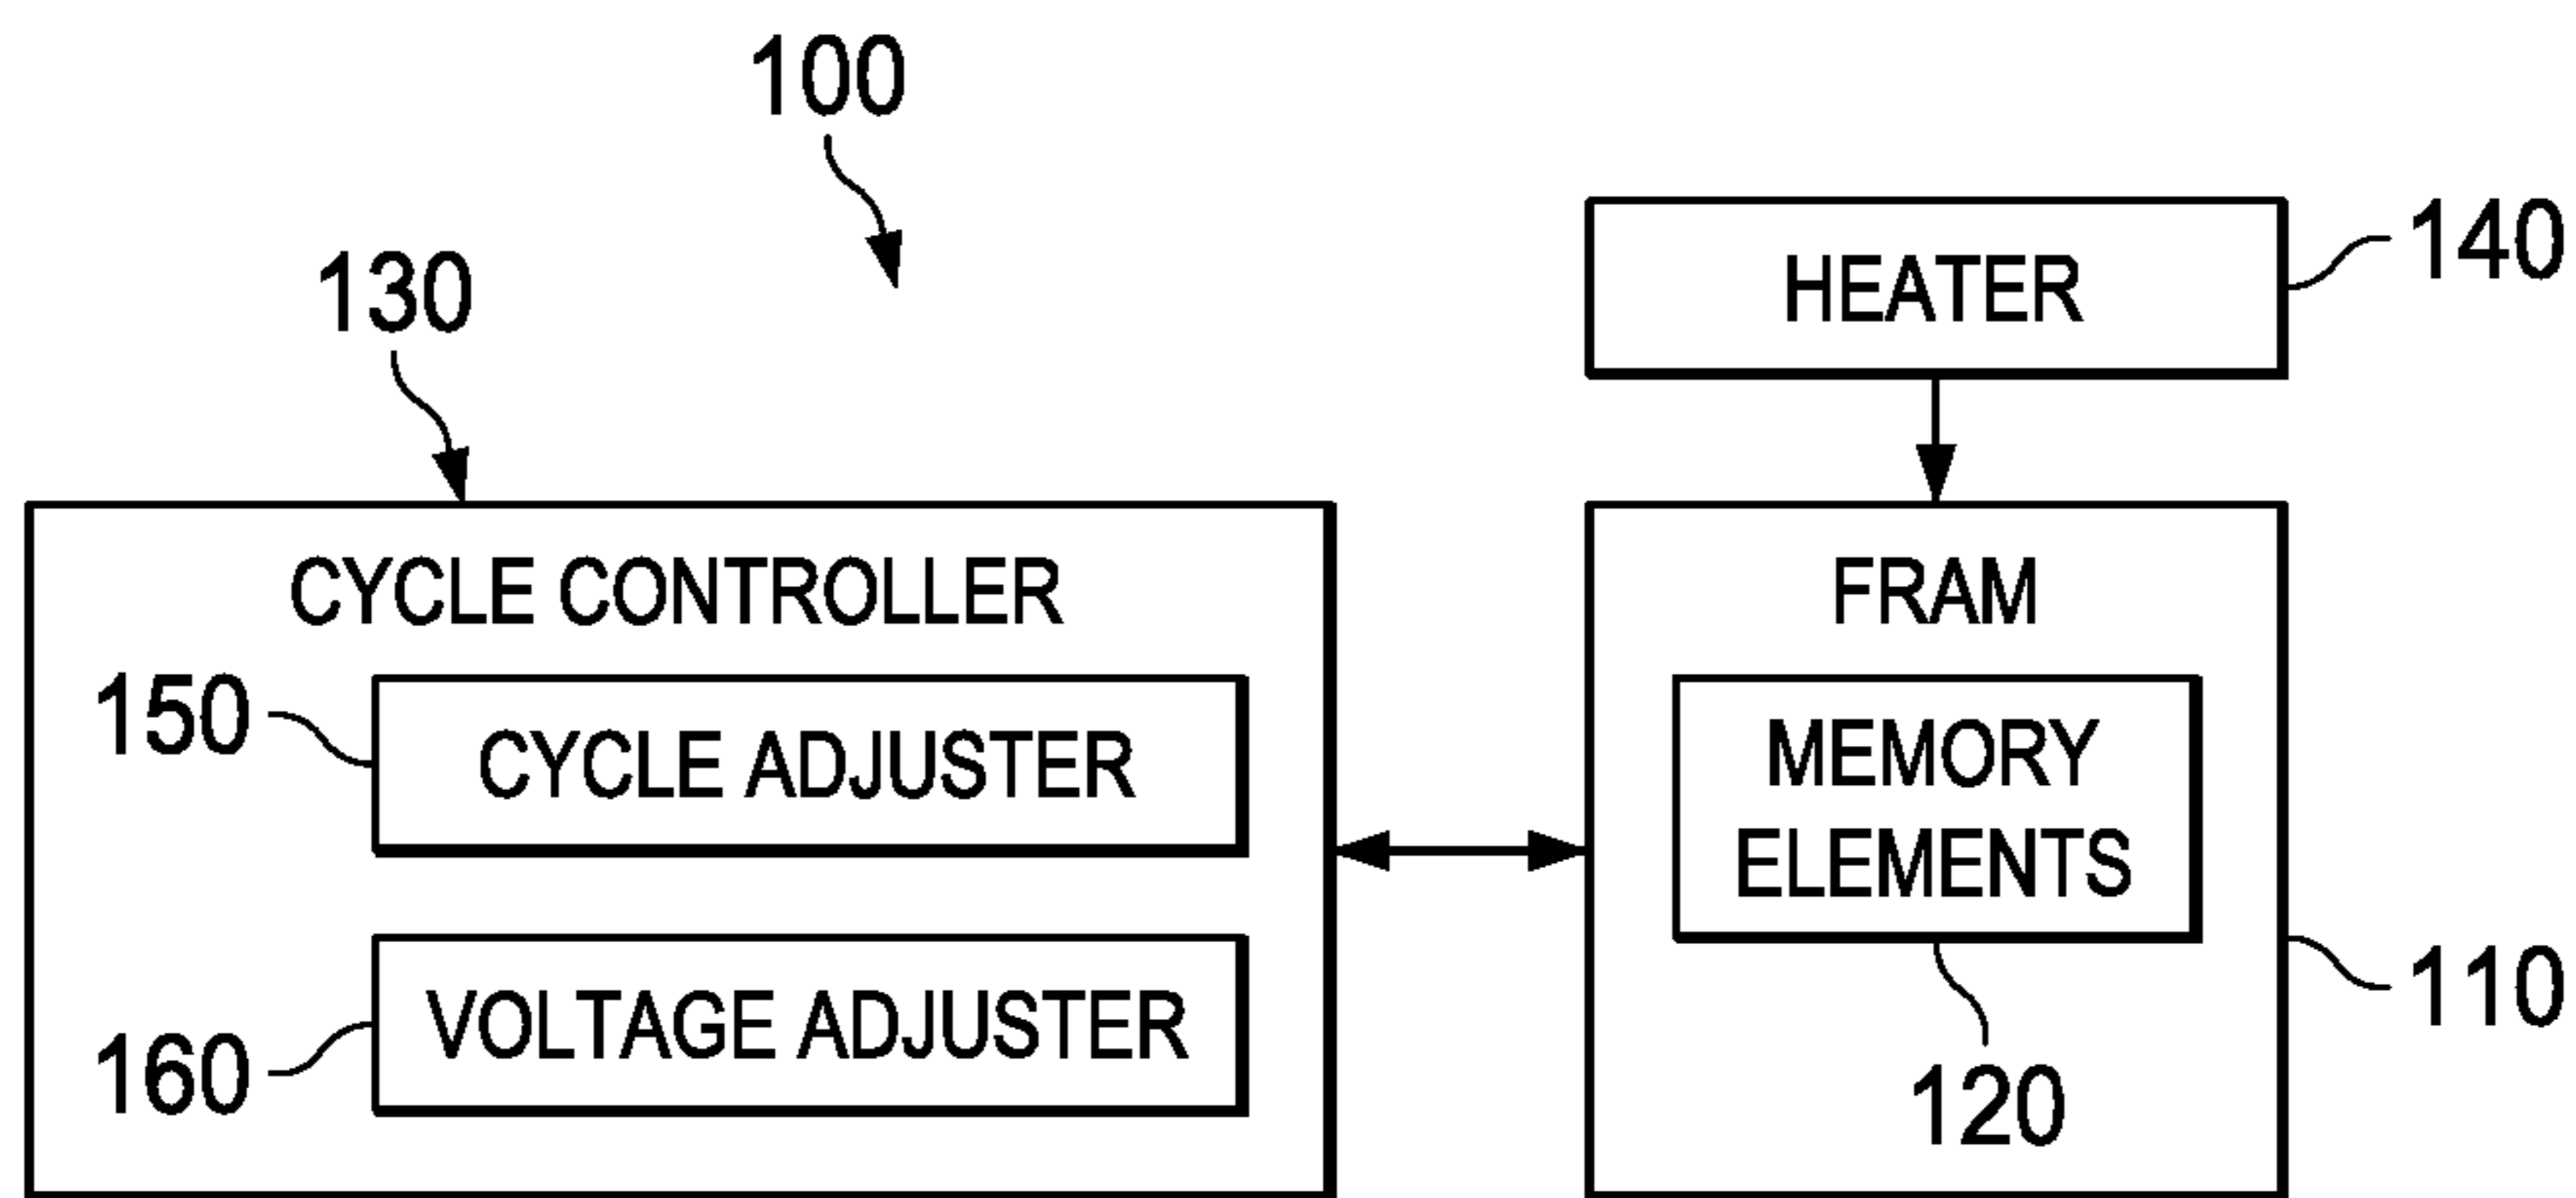 100
130
HEATER
140
CYCLE CONTROLLER
150
CYCLE ADJUSTER
160
VOLTAGE ADJUSTER
FRAM
MEMORY
ELEMENTS
120
110